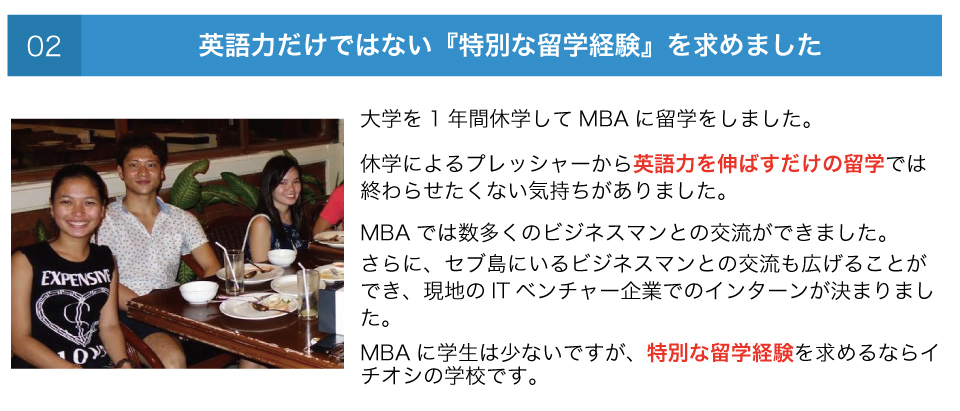 02
英語力だけではない『特別な留学経験』を求めました
大学を 1 年間休学して MBA に留学をしました。
休学によるプレッシャーから英語力を伸ばすだけの留学では
終わらせたくない気持ちがありました。
MBA では数多くのビジネスマンとの交流ができました。
さらに、セブ島にいるビジネスマンとの交流も広げることが
でき、現地の IT ベンチャー企業でのインターンが決まりまし
た。
MBA に学生は少ないですが、特別な留学経験を求めるならイ
チオシの学校です。
EXPENSIVE